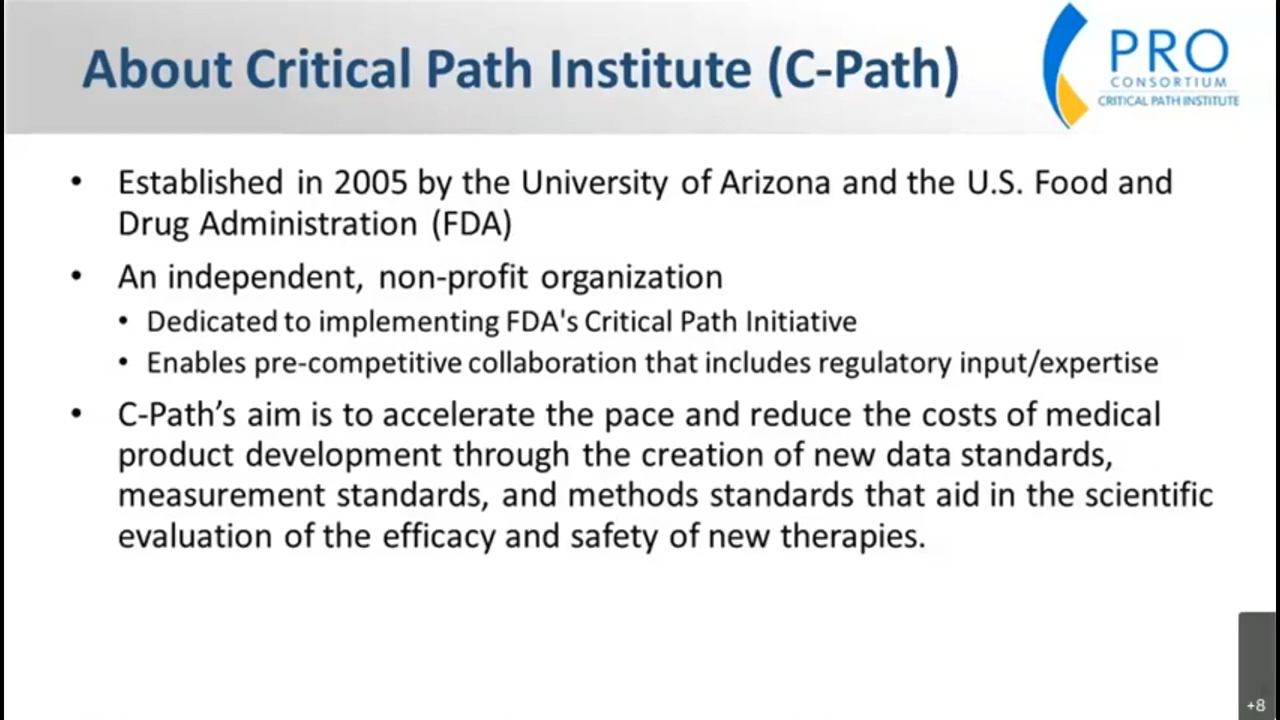 About Critical Path Institute (C-Path)
PRO
CONSORTIUM
CRITICAL PATH INSTITUTE
• Established in 2005 by the University of Arizona and the U.S. Food and
Drug Administration (FDA)
• An independent, non-profit organization
• Dedicated to implementing FDA's Critical Path Initiative
• Enables pre-competitive collaboration that includes regulatory input/expertise
• C-Path’s aim is to accelerate the pace and reduce the costs of medical
product development through the creation of new data standards,
measurement standards, and methods standards that aid in the scientific
evaluation of the efficacy and safety of new therapies.
+8